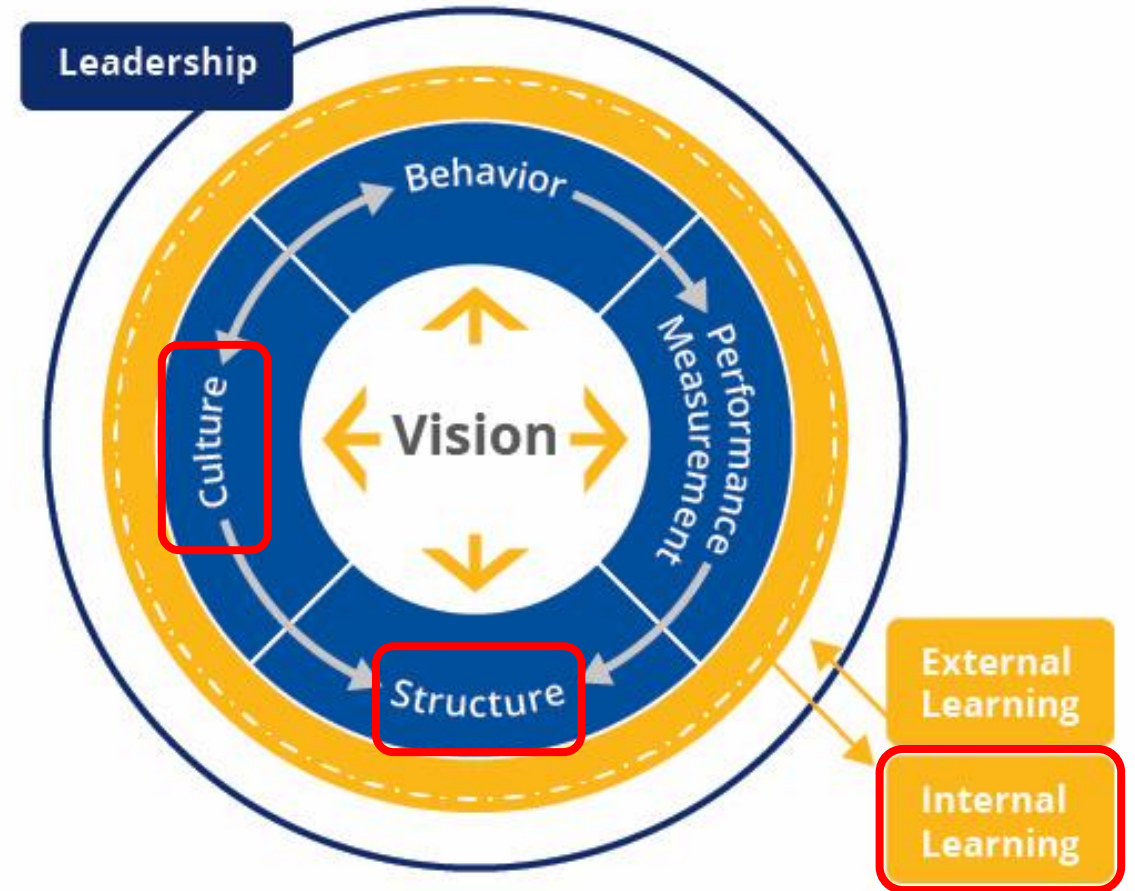 Leadership
Behavior
Performance
Measurement
Culture
Vision
Structure
External
Learning
Internal
Learning